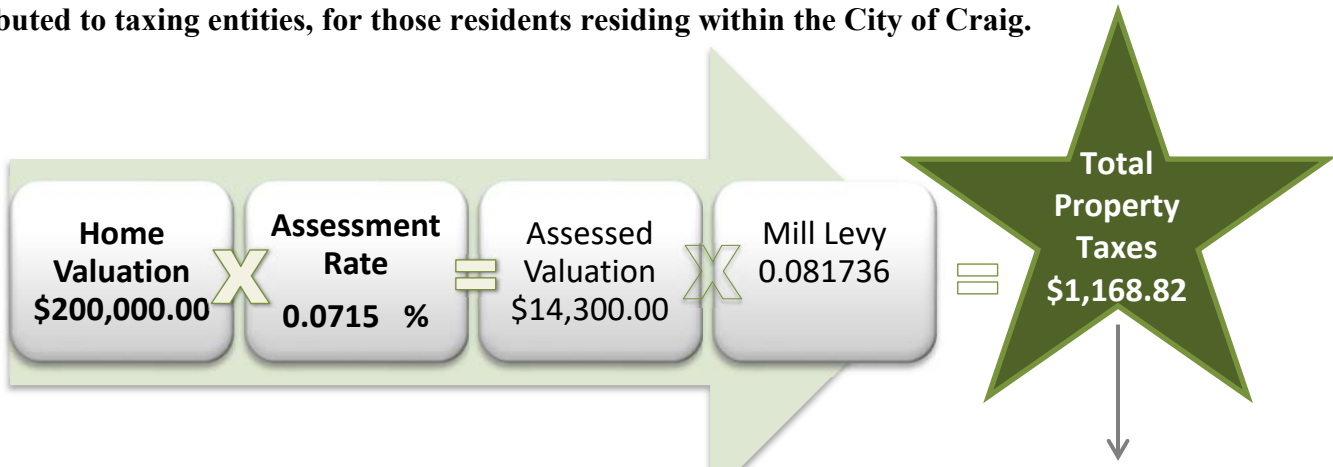 buted to taxing entities, for those residents residing within the City of Craig.
Home
Valuation
$200,000.00
X
Assessment
Rate
0.0715 %
=
Assessed
Valuation
$14,300.00
X
Mill Levy
0.081736
=
Total
Property
Taxes
$1,168.82